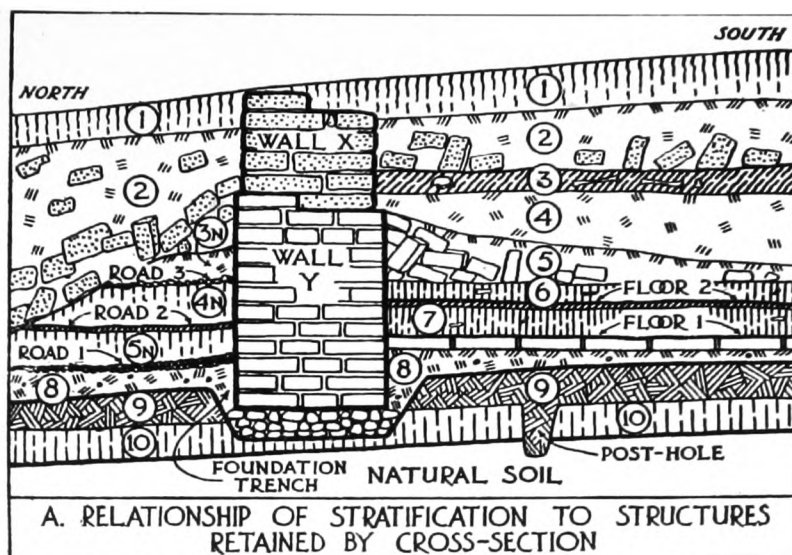 SOUTH
NORTH
1
1
WALL X
2
2
3
4
3N
WALL
Y
5
ROAD 3
6
FLOOR 2
4N
ROAD 2
7
FLOOR 1
ROAD 1
5N
8
8
9
9
10
10
POST-HOLE
FOUNDATION
TRENCH
NATURAL SOIL
A. RELATIONSHIP OF STRATIFICATION TO STRUCTURES
RETAINED BY CROSS-SECTION